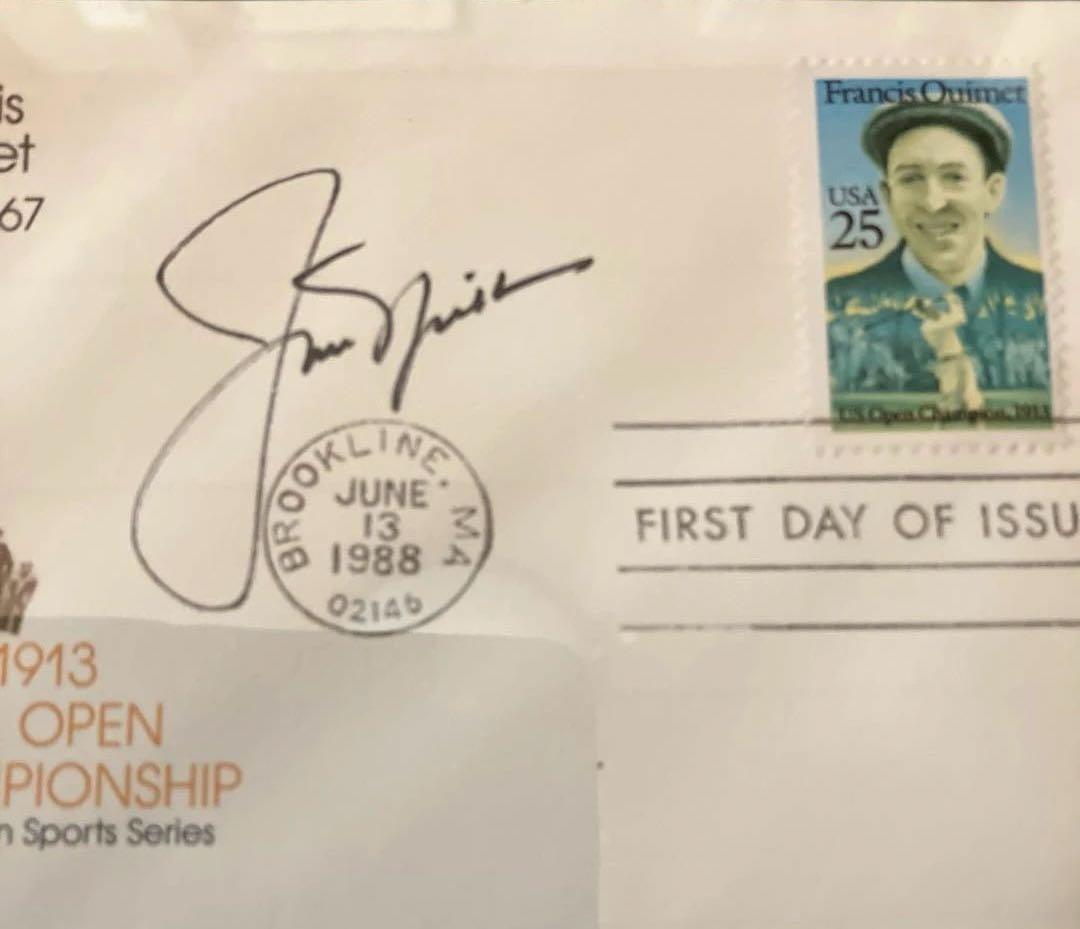 is
et
67
Francis Ouimet
USA
25
US Open Champion, 1913
BROOKLINE, MA
JUNE
13
1988
02146
FIRST DAY OF ISSU
1913
OPEN
PIONSHIP
n Sports Series